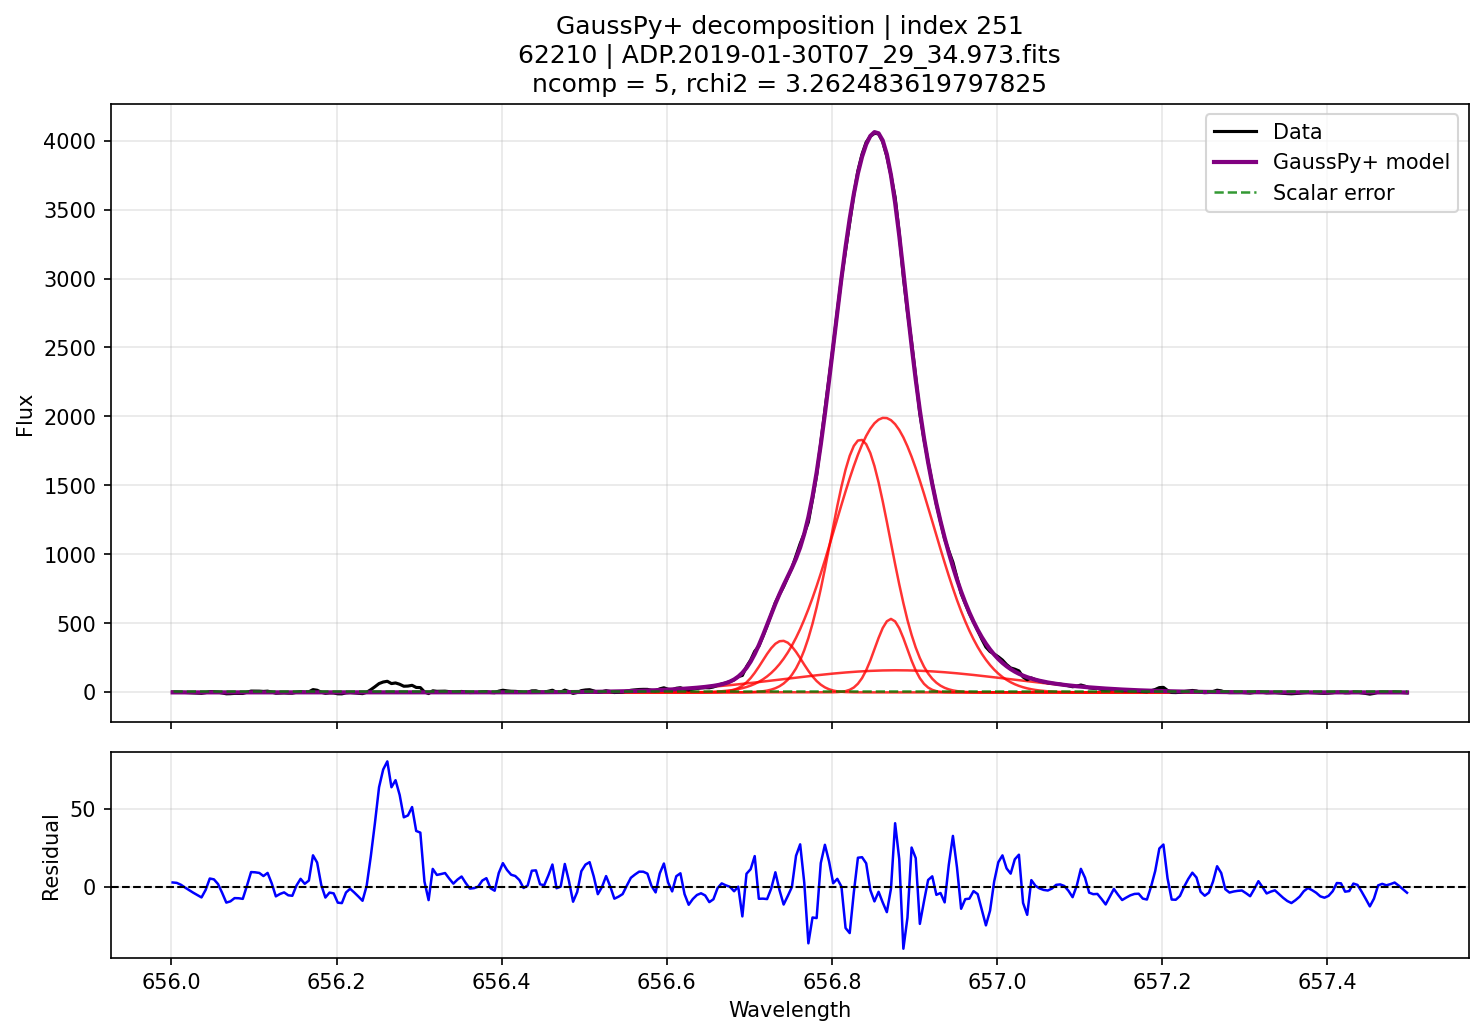 GaussPy+ decomposition | index 251
62210 | ADP.2019-01-30T07_29_34.973.fits
ncomp = 5, rchi2 = 3.262483619797825
Data
GaussPy+ model
Scalar error
Flux
4000
3500
3000
2500
2000
1500
1000
500
0
Residual
50
0
656.0
656.2
656.4
656.6
656.8
657.0
657.2
657.4
Wavelength